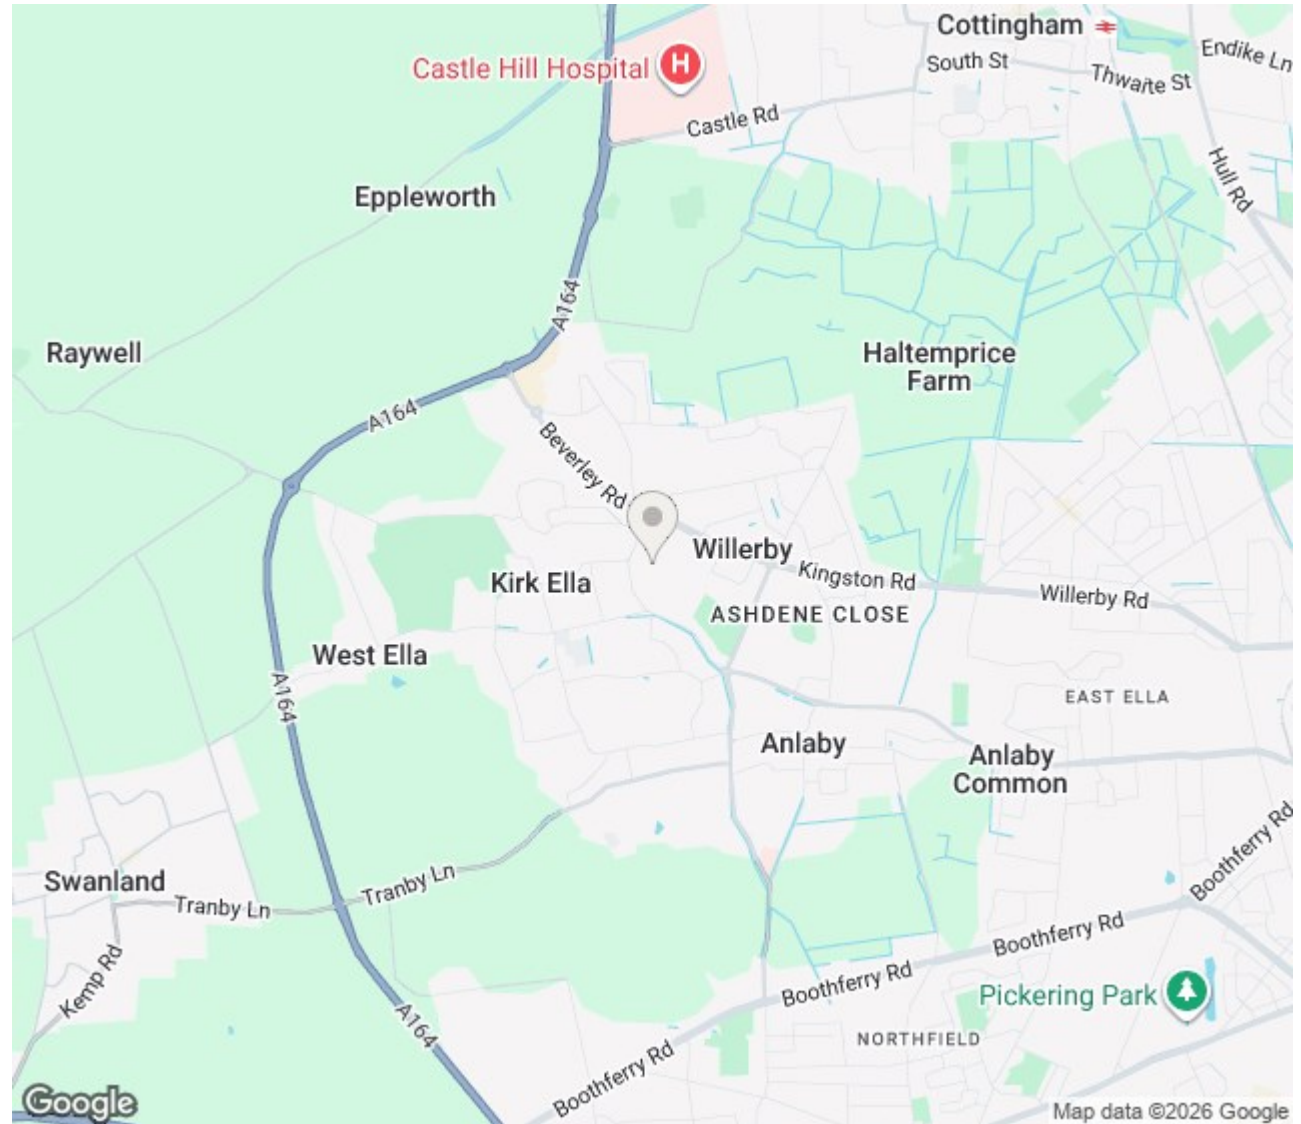 Cottingham
Endike Ln
South St
Castle Hill Hospital
H
Thwaite St
Castle Rd
Hull Rd
Eppleworth
A164
Raywell
Haltemprice
Farm
A164
Beverley Rd
Willerby
Kingston Rd
Kirk Ella
Willerby Rd
ASHDENE CLOSE
West Ella
A164
EAST ELLA
Anlaby
Anlaby
Common
Boothferry Rd
Swanland
Tranby Ln
Tranby Ln
Kemp Rd
Boothferry Rd
Boothferry Rd
Pickering Park
A164
NORTHFIELD
Boothferry Rd
Google
Map data ©2026 Google